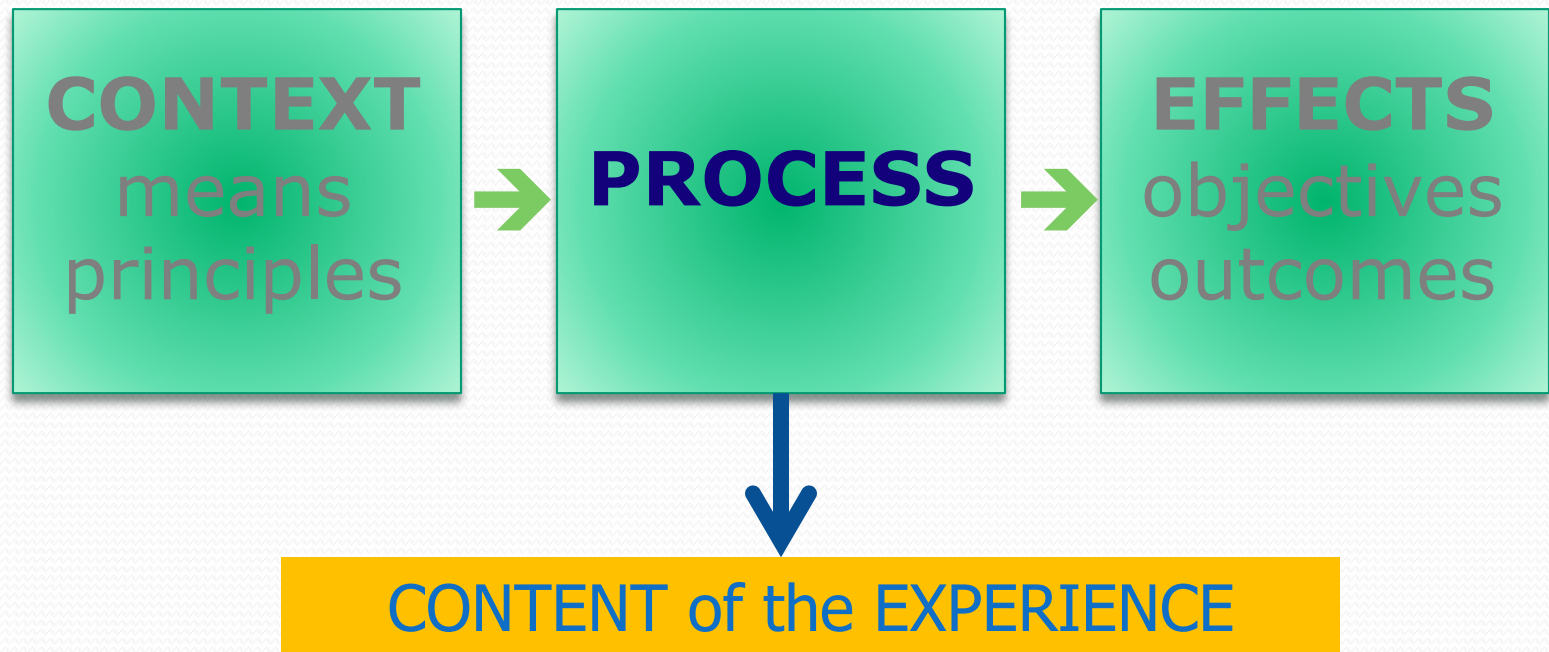 CONTEXT
means
principles
PROCESS
EFFECTS
objectives
outcomes
CONTENT of the EXPERIENCE